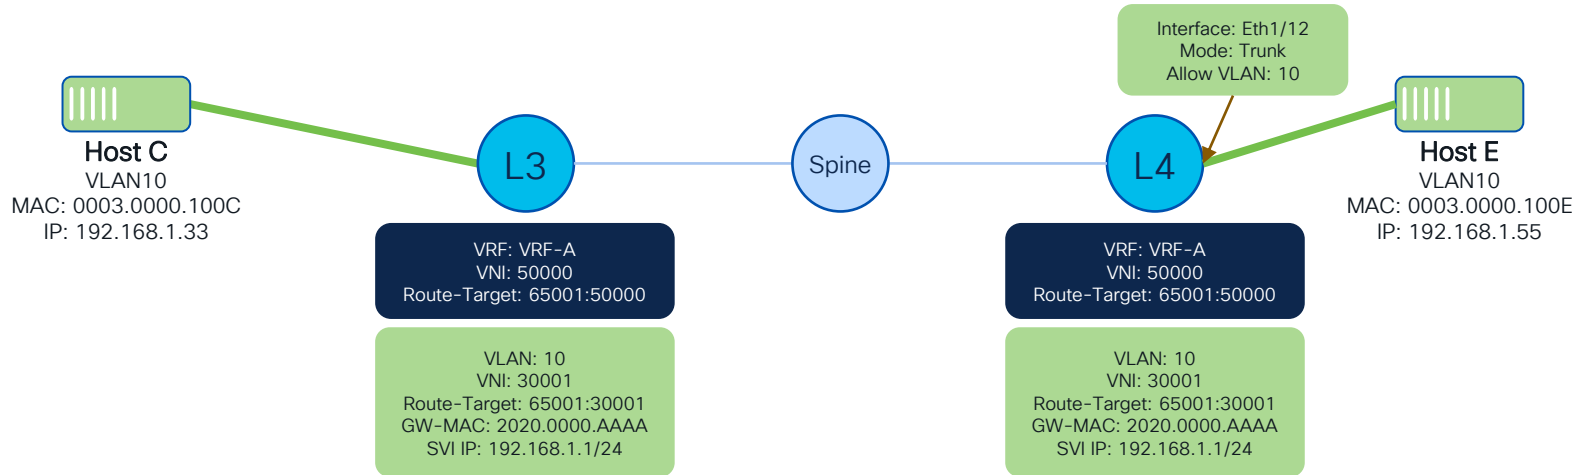 Interface: Eth1/12
Mode: Trunk
Allow VLAN: 10
Host C
VLAN10
MAC: 0003.0000.100C
IP: 192.168.1.33
L3
Spine
L4
Host E
VLAN10
MAC: 0003.0000.100E
IP: 192.168.1.55
VRF: VRF-A
VNI: 50000
Route-Target: 65001:50000
VLAN: 10
VNI: 30001
Route-Target: 65001:30001
GW-MAC: 2020.0000.AAAA
SVI IP: 192.168.1.1/24
VRF: VRF-A
VNI: 50000
Route-Target: 65001:50000
VLAN: 10
VNI: 30001
Route-Target: 65001:30001
GW-MAC: 2020.0000.AAAA
SVI IP: 192.168.1.1/24